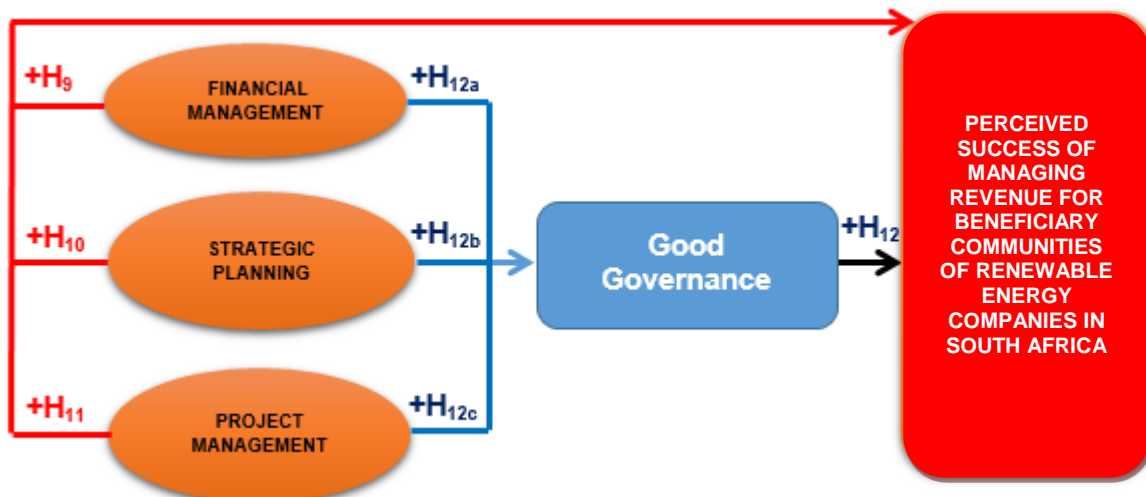 +H9
FINANCIAL
MANAGEMENT
+H12a
+H10
STRATEGIC
PLANNING
+H12b
+H11
PROJECT
MANAGEMENT
+H12c
Good
Governance
+H12
PERCEIVED
SUCCESS OF
MANAGING
REVENUE FOR
BENEFICIARY
COMMUNITIES
OF RENEWABLE
ENERGY
COMPANIES IN
SOUTH AFRICA